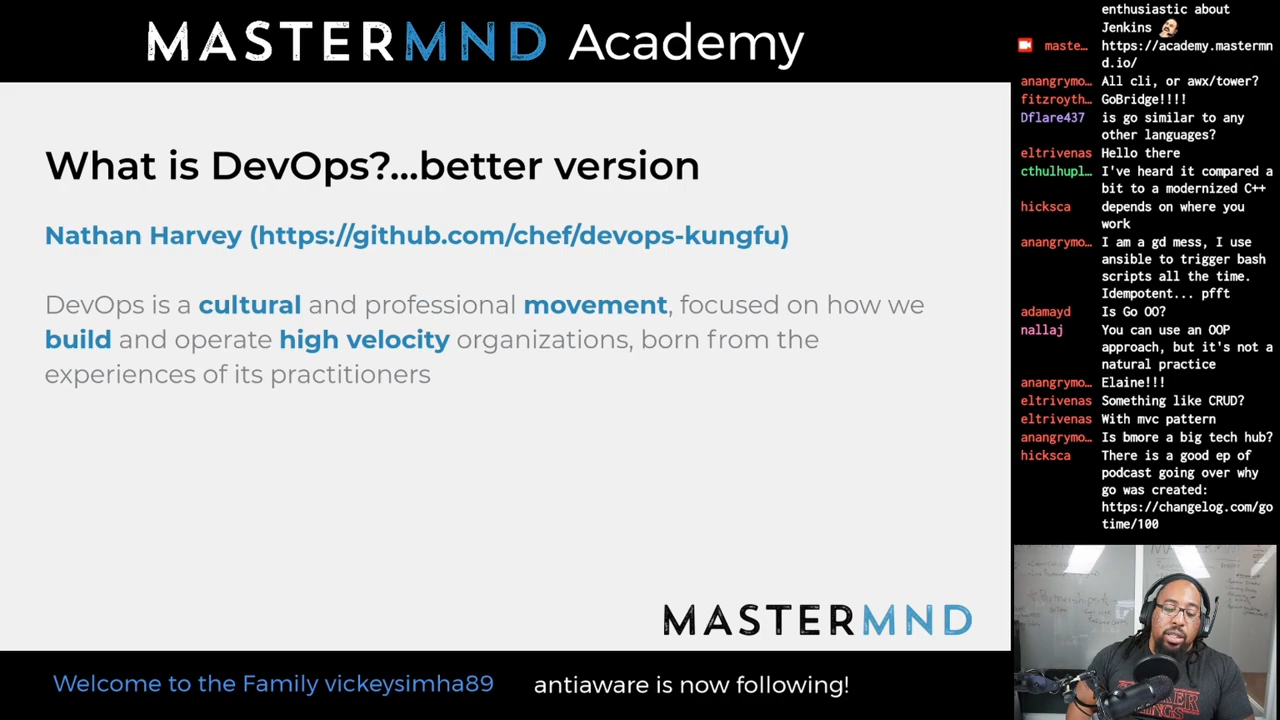 MASTERMND Academy
What is DevOps?...better version
Nathan Harvey (https://github.com/chef/devops-kungfu)
DevOps is a cultural and professional movement, focused on how we
build and operate high velocity organizations, born from the
experiences of its practitioners
MASTERMND
Welcome to the Family vickeysimha89
antiaware is now following!
enthusiastic about
Jenkins
maste… https://academy.mastermn
d.io/
anangrymo… All cli, or awx/tower?
fitzroyth… GoBridge!!!!
Dflare437 is go similar to any
other languages?
eltrivenas Hello there
cthulhupl… I've heard it compared a
bit to a modernized C++
hicksca depends on where you
work
anangrymo… I am a gd mess, I use
ansible to trigger bash
scripts all the time.
Idempotent... pfft
adamayd Is Go OO?
nallaj You can use an OOP
approach, but it's not a
natural practice
anangrymo… Elaine!!!
eltrivenas Something like CRUD?
eltrivenas With mvc pattern
anangrymo… Is bmore a big tech hub?
hicksca There is a good ep of
podcast going over why
go was created:
https://changelog.com/go
time/100